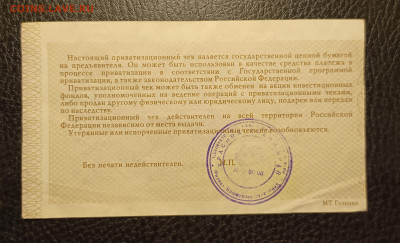 Настоящий приватизационный чек является государственной ценной бумагой
на предъявителя. Он может быть использован в качестве средства платежа в
процессе приватизации в соответствии с Государственной программой
приватизации, а также законодательством Российской Федерации.
Приватизационный чек может быть также обменен на акции инвестиционных
фондов, уполномоченных на ведение операций с приватизационными чеками,
либо продан другому физическому или юридическому лицу, подарен или передан
по наследству.
Приватизационный чек действителен на всей территории Российской
Федерации независимо от места выдачи.
Утерянные или испорченные приватизационные чеки не возобновляются.
Без печати недействителен.
М.П.
МТ Гознака